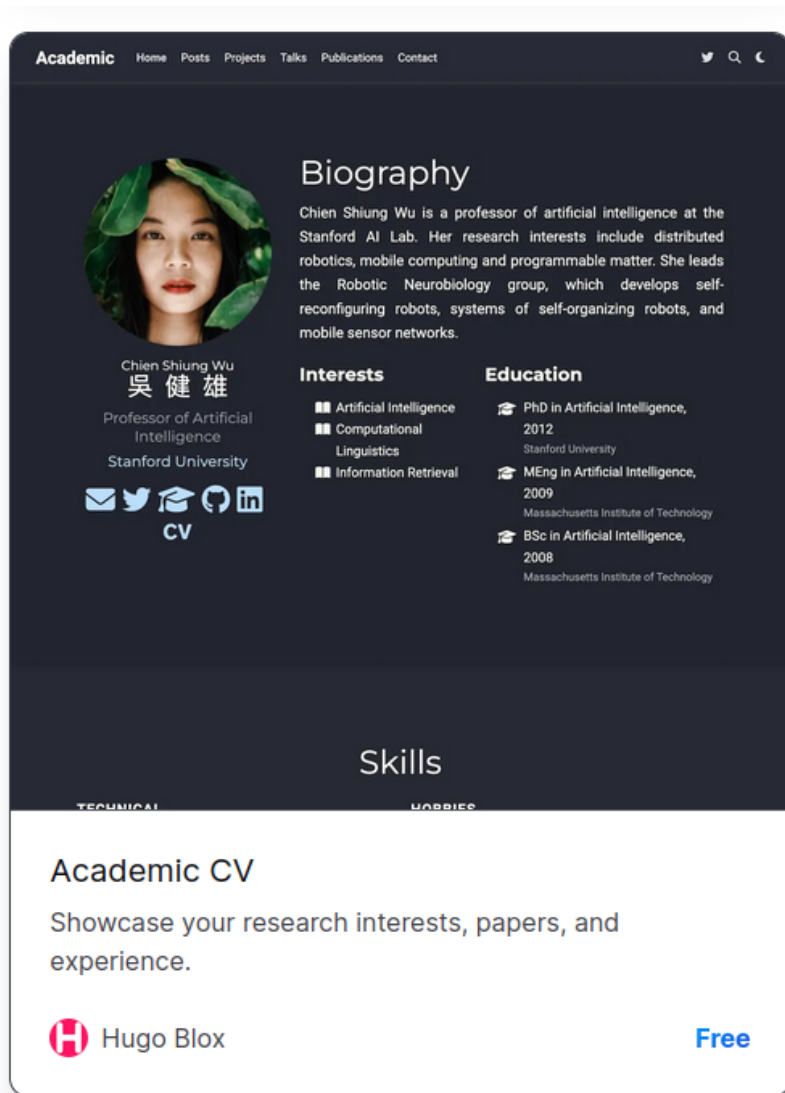 Academic Home Posts Projects Talks Publications Contact
Biography
Chien Shiung Wu is a professor of artificial intelligence at the
Stanford AI Lab. Her research interests include distributed
robotics, mobile computing and programmable matter. She leads
the Robotic Neurobiology group, which develops self-
reconfiguring robots, systems of self-organizing robots, and
mobile sensor networks.
Chien Shiung Wu
吳健雄
Professor of Artificial
Intelligence
Stanford University
CV
Interests
Artificial Intelligence
Computational
Linguistics
Information Retrieval
Education
PhD in Artificial Intelligence,
2012
Stanford University
MEng in Artificial Intelligence,
2009
Massachusetts Institute of Technology
BSc in Artificial Intelligence,
2008
Massachusetts Institute of Technology
Skills
TECHNICAL
HOBBIES
Academic CV
Showcase your research interests, papers, and
experience.
Hugo Blox
Free